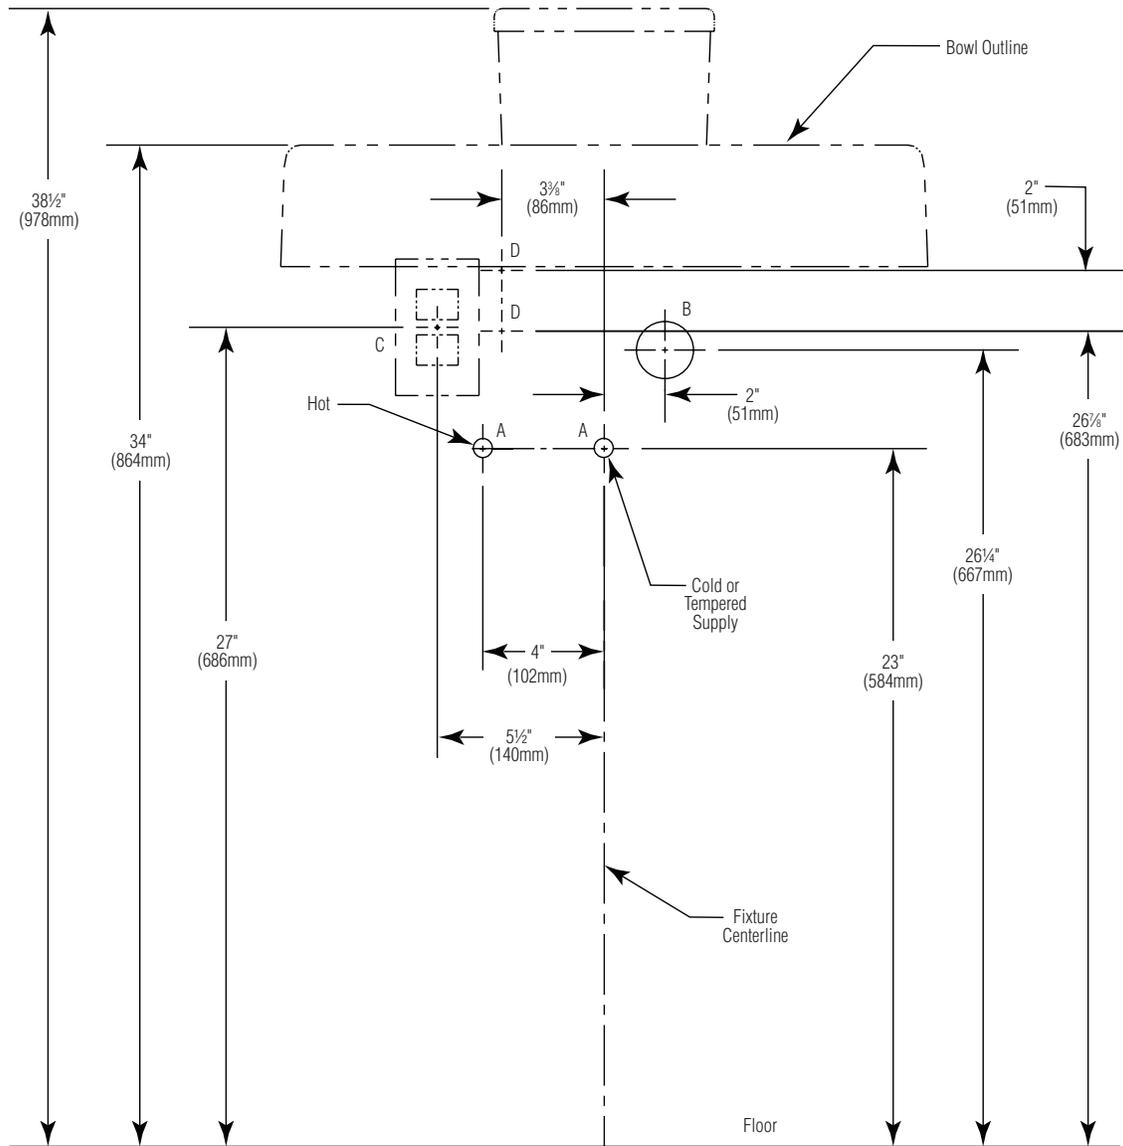 Bowl Outline
38½"
(978mm)
3⅜"
(86mm)
2"
(51mm)
D
D
B
C
2"
(51mm)
Hot
A
A
26⅞"
(683mm)
34"
(864mm)
26¼"
(667mm)
Cold or
Tempered
Supply
27"
(686mm)
4"
(102mm)
23"
(584mm)
5½"
(140mm)
Fixture
Centerline
Floor